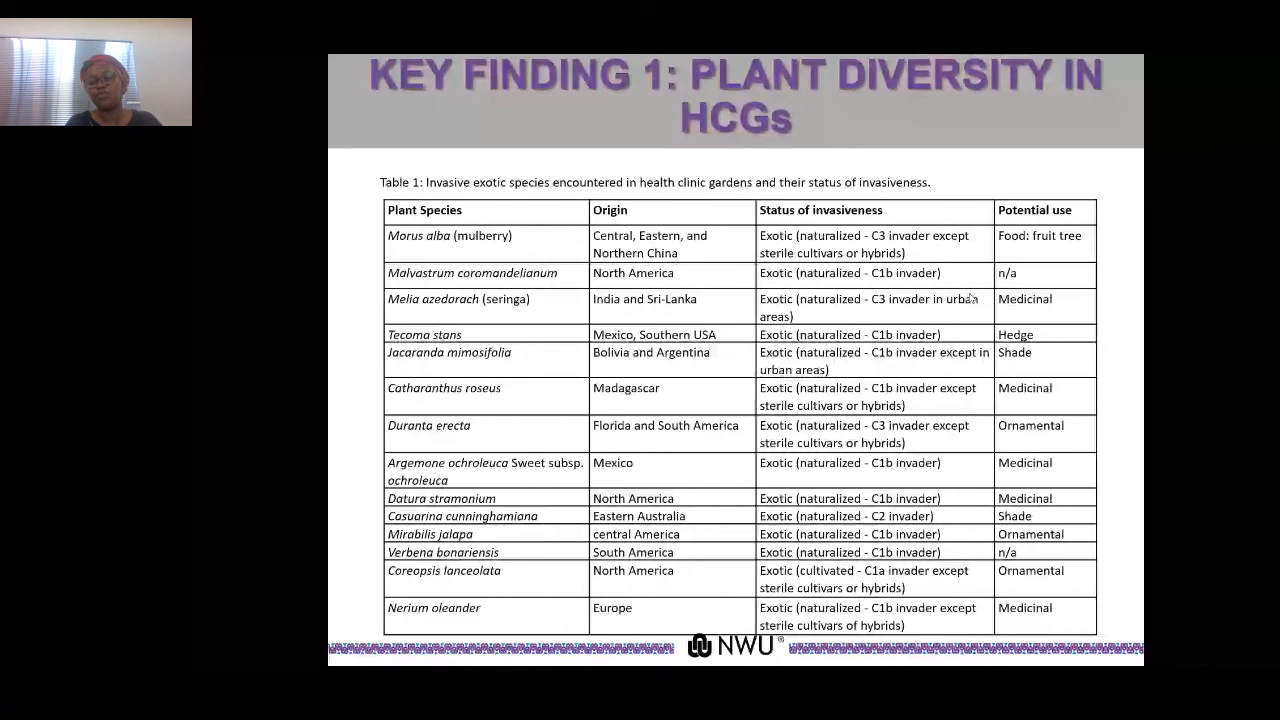 KEY FINDING 1: PLANT DIVERSITY IN
HCGs
Table 1: Invasive exotic species encountered in health clinic gardens and their status of invasiveness.
Plant Species Origin Status of invasiveness Potential use
Morus alba (mulberry) Central, Eastern, and Exotic (naturalized - C3 invader except Food: fruit tree
Northern China sterile cultivars or hybrids)
Malvastrum coromandelianum North America Exotic (naturalized - C1b invader) n/a
Melia azedarach (seringa) India and Sri-Lanka Exotic (naturalized - C3 invader in urban Medicinal
areas)
Tecoma stans Mexico, Southern USA Exotic (naturalized - C1b invader) Hedge
Jacaranda mimosifolia Bolivia and Argentina Exotic (naturalized - C1b invader except in Shade
urban areas)
Catharanthus roseus Madagascar Exotic (naturalized - C1b invader except Medicinal
sterile cultivars or hybrids)
Duranta erecta Florida and South America Exotic (naturalized - C3 invader except Ornamental
sterile cultivars or hybrids)
Argemone ochroleuca Sweet subsp. Mexico Exotic (naturalized - C1b invader) Medicinal
ochroleuca
Datura stramonium North America Exotic (naturalized - C1b invader) Medicinal
Casuarina cunninghamiana Eastern Australia Exotic (naturalized - C2 invader) Shade
Mirabilis jalapa central America Exotic (naturalized - C1b invader) Ornamental
Verbena bonariensis South America Exotic (naturalized - C1b invader) n/a
Coreopsis lanceolata North America Exotic (cultivated - C1a invader except Ornamental
sterile cultivars or hybrids)
Nerium oleander Europe Exotic (naturalized - C1b invader except Medicinal
sterile cultivars of hybrids)
NWU ®